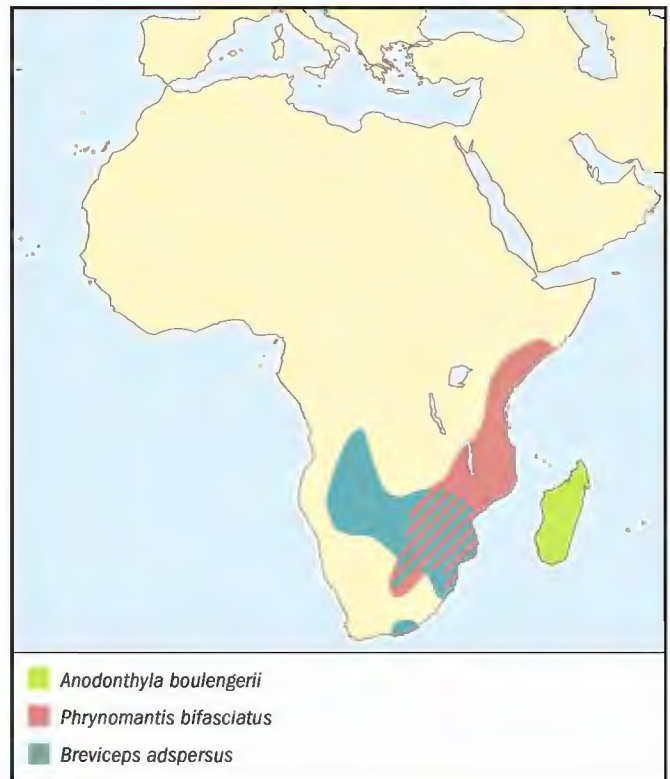 Anodonthyla boulengerii
Phrynomantis bifasciatus
Breviceps adspersus